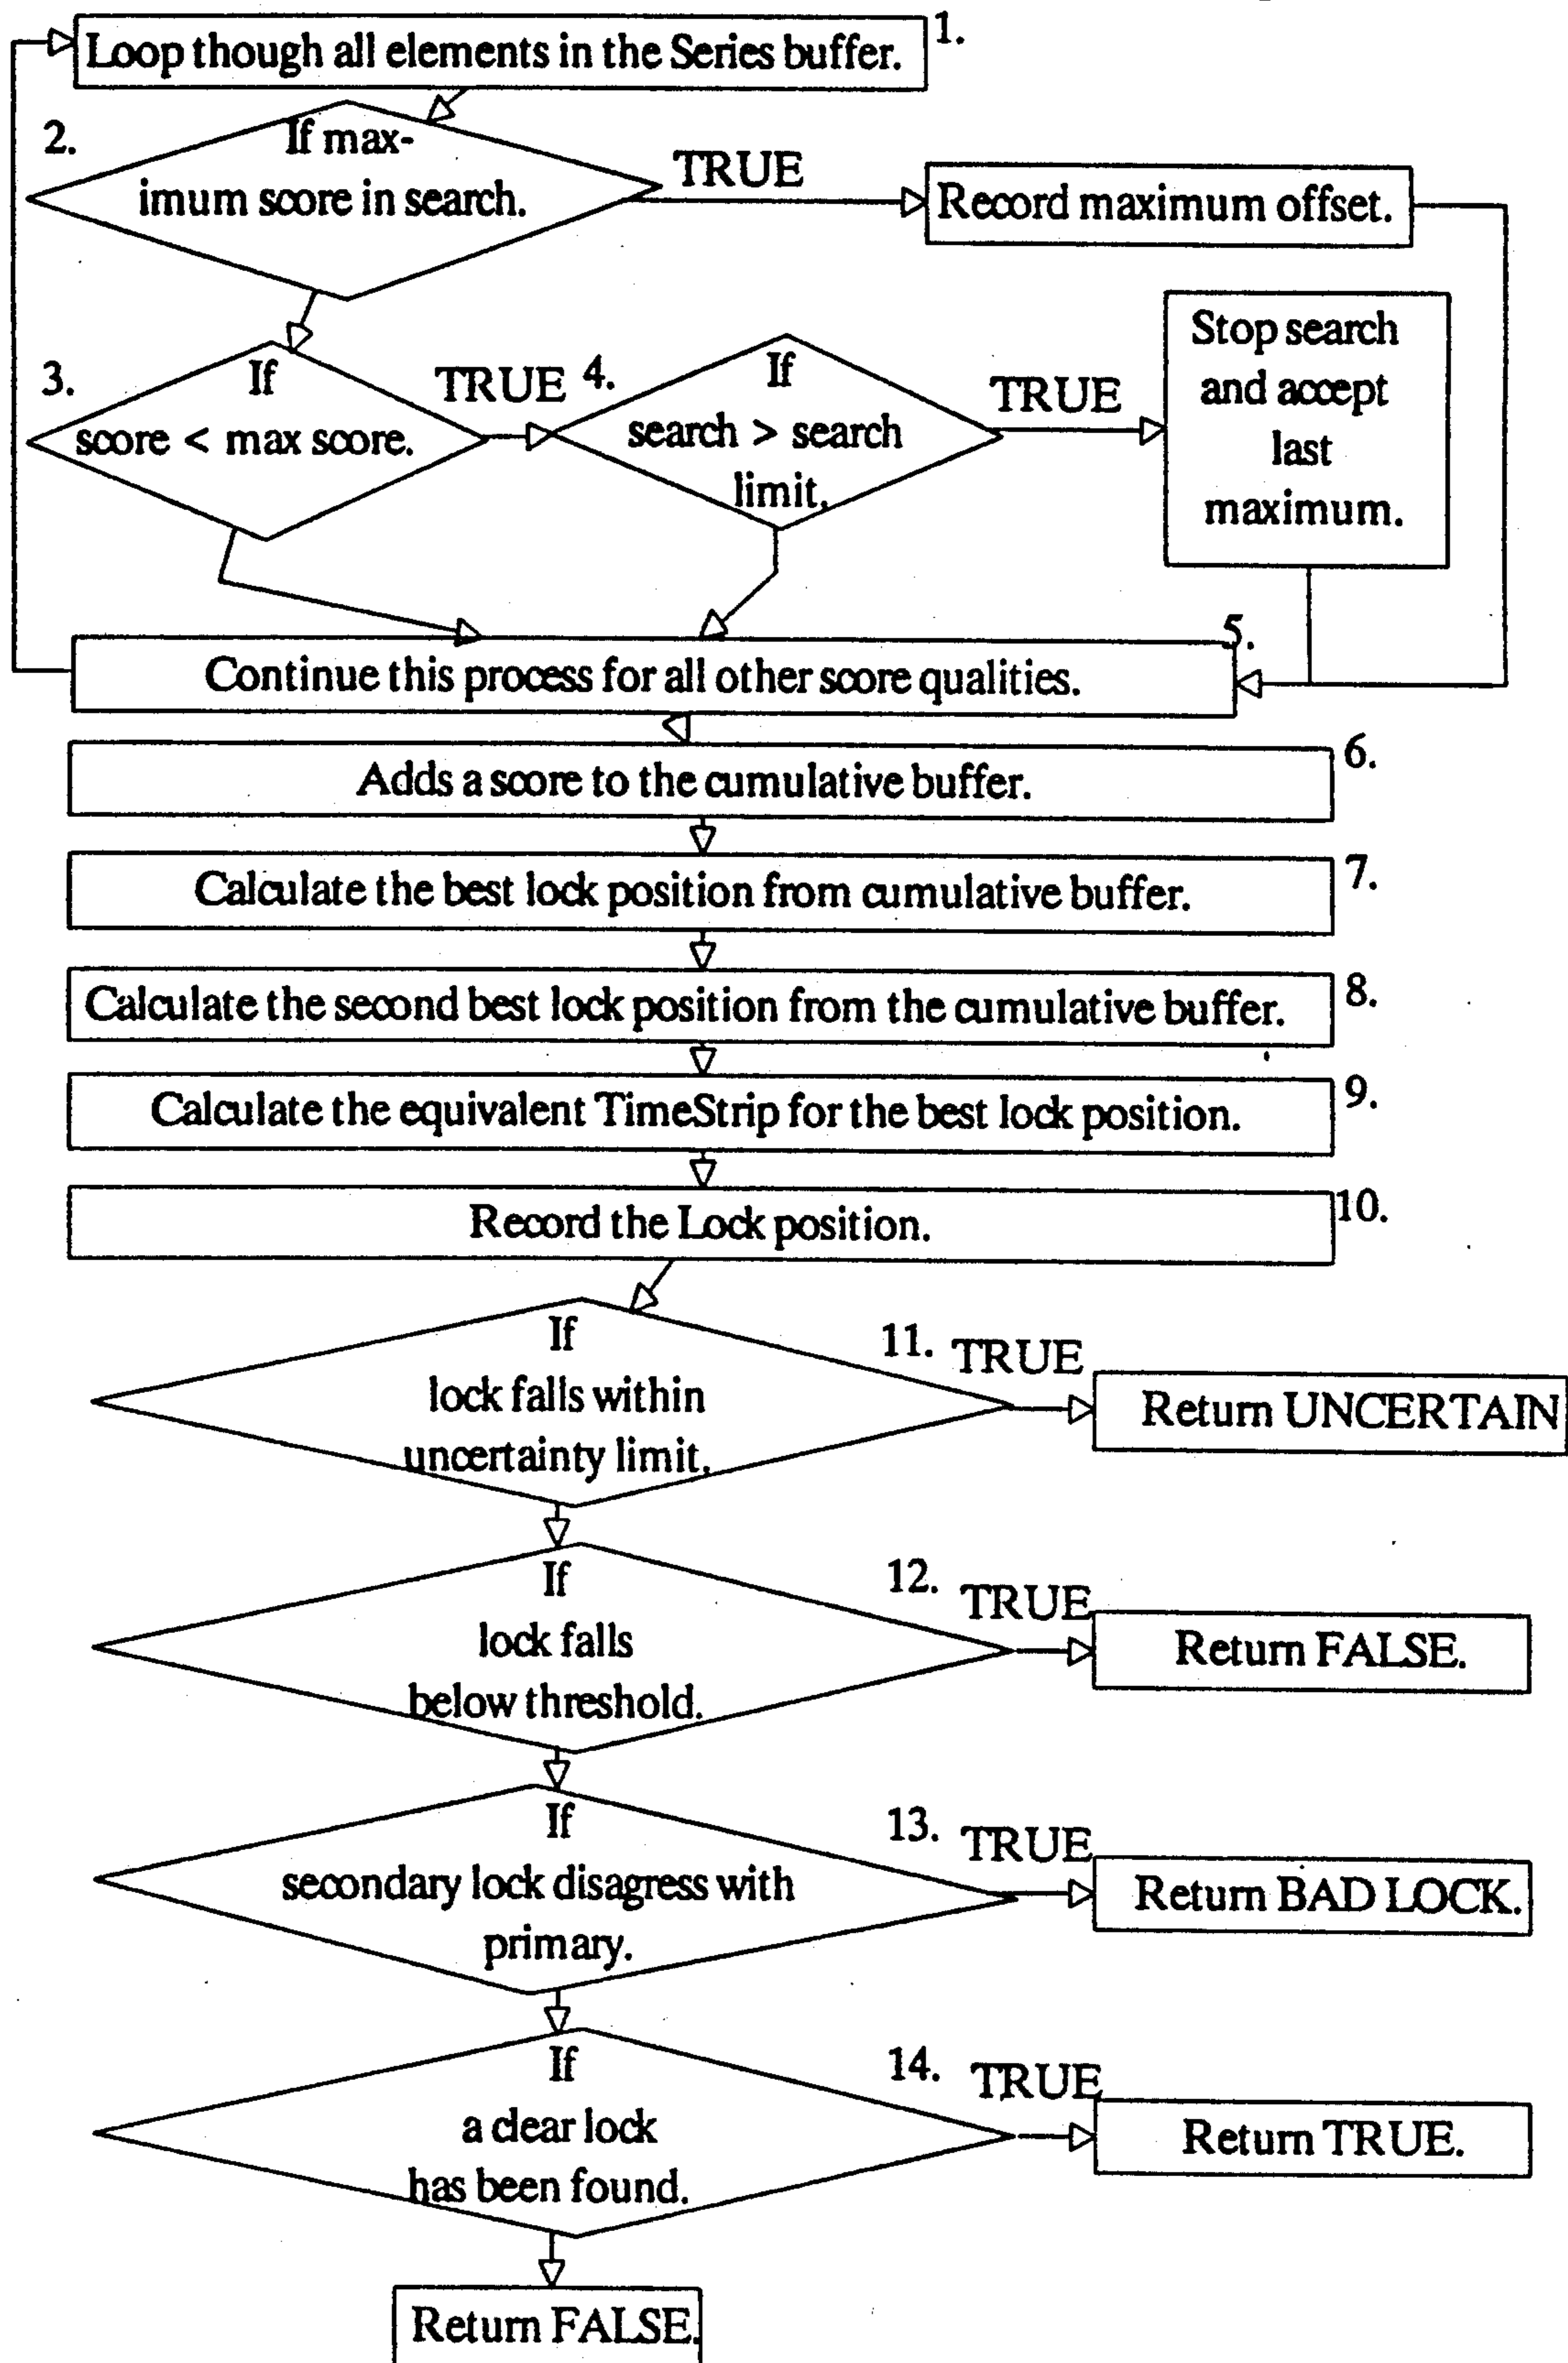 1.
Loop though all elements in the Series buffer.
2.
If max-
imum score in search.
TRUE
Record maximum offset.
3.
If
score < max score.
TRUE
4.
If
search > search
limit.
TRUE
Stop search
and accept
last
maximum.
5.
Continue this process for all other score qualities.
6.
Adds a score to the cumulative buffer.
7.
Calculate the best lock position from cumulative buffer.
8.
Calculate the second best lock position from the cumulative buffer.
9.
Calculate the equivalent TimeStrip for the best lock position.
10.
Record the Lock position.
If
lock falls within
uncertainty limit.
11.
TRUE
Return UNCERTAIN
If
lock falls
below threshold.
12.
TRUE
Return FALSE.
If
secondary lock disagress with
primary.
13.
TRUE
Return BAD LOCK.
If
a clear lock
has been found.
14.
TRUE
Return TRUE.
Return FALSE.